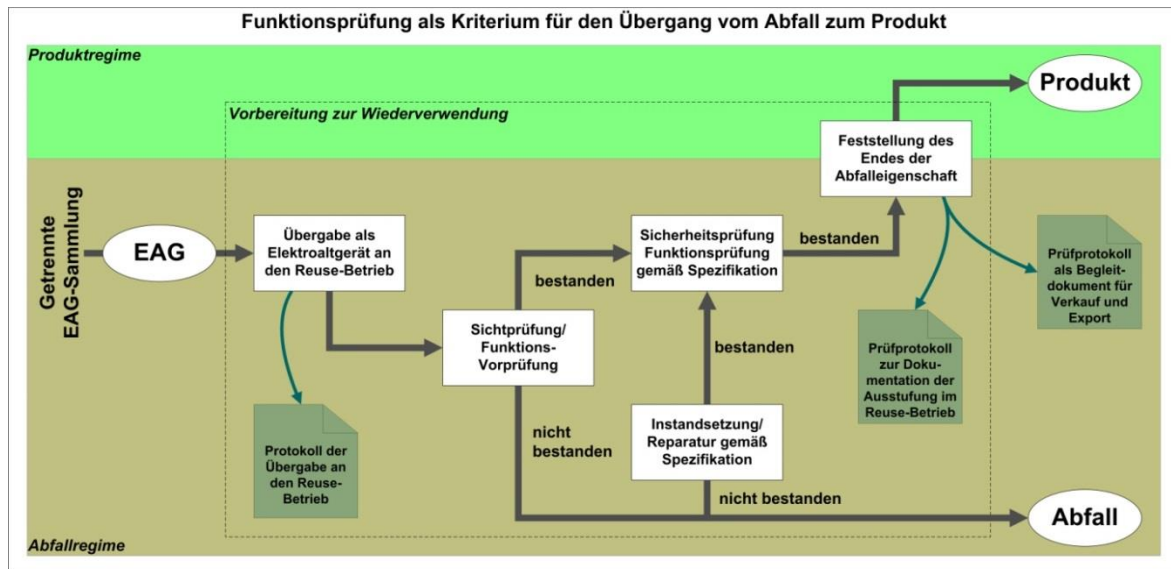 Funktionsprüfung als Kriterium für den Übergang vom Abfall zum Produkt
Produktregime
Produkt
Vorbereitung zur Wiederverwendung
Feststellung des
Endes der
Abfalleigenschaft
Getrennte
EAG-Sammlung
EAG
Übergabe als
Elektroaltgerät an
den Reuse-Betrieb
Sicherheitsprüfung
Funktionsprüfung
gemäß Spezifikation
bestanden
bestanden
Prüfprotokoll
als Begleit-
dokument für
Verkauf und
Export
Sichtprüfung/
Funktions-
Vorprüfung
bestanden
Prüfprotokoll
zur Doku-
mentation der
Ausstufung im
Reuse-Betrieb
nicht
bestanden
Instandsetzung/
Reparatur gemäß
Spezifikation
Protokoll der
Übergabe an
den Reuse-
Betrieb
nicht bestanden
Abfall
Abfallregime